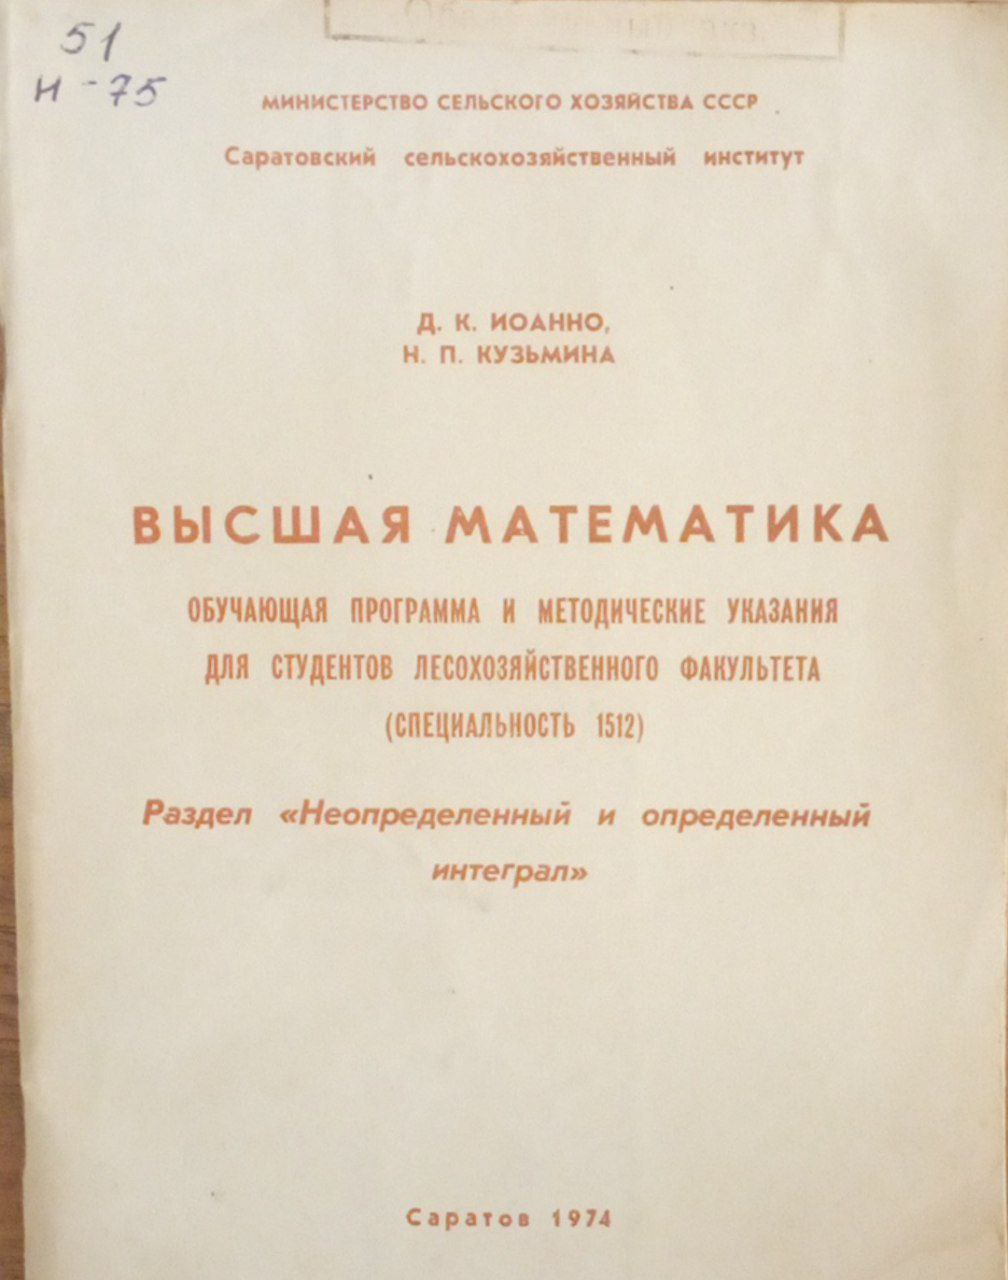 51
И-75
МИНИСТЕРСТВО СЕЛЬСКОГО ХОЗЯЙСТВА СССР
Саратовский сельскохозяйственный институт
Д. К. ИОАННО,
Н. П. КУЗЬМИНА
ВЫСШАЯ МАТЕМАТИКА
ОБУЧАЮЩАЯ ПРОГРАММА И МЕТОДИЧЕСКИЕ УКАЗАНИЯ
ДЛЯ СТУДЕНТОВ ЛЕСОХОЗЯЙСТВЕННОГО ФАКУЛЬТЕТА
(СПЕЦИАЛЬНОСТЬ 1512)
Раздел «Неопределенный и определенный
интеграл»
Саратов 1974